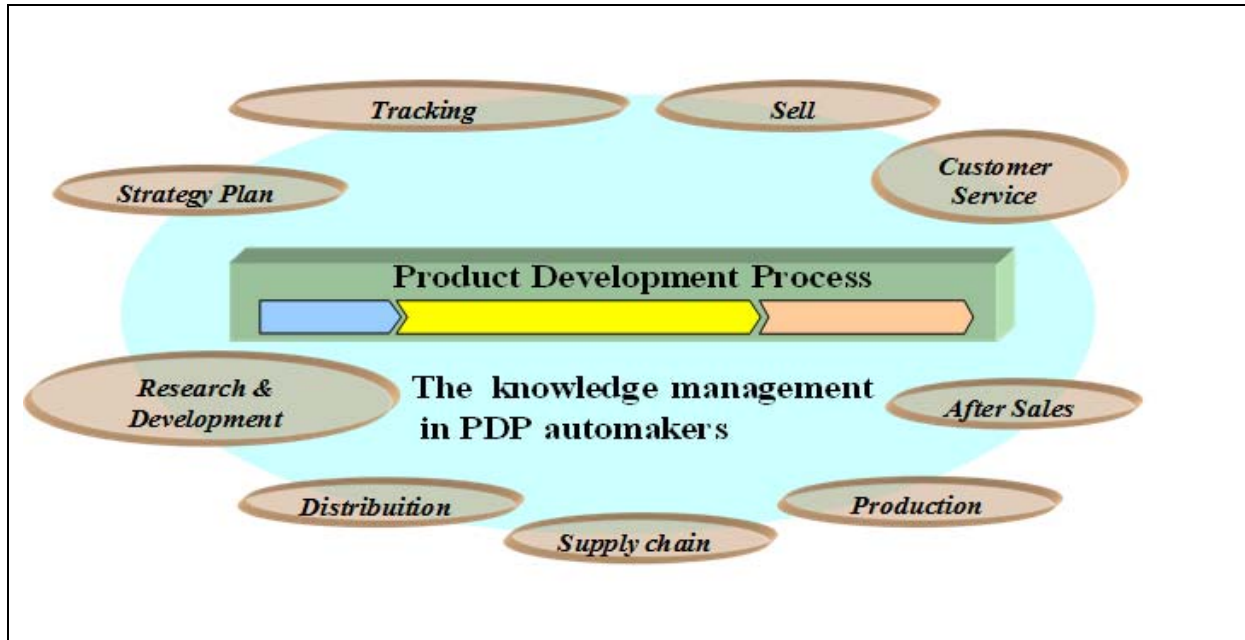 Tracking
Sell
Customer
Service
Strategy Plan
Product Development Process
Research &
Development
The knowledge management
in PDP automakers
After Sales
Distribuition
Production
Supply chain